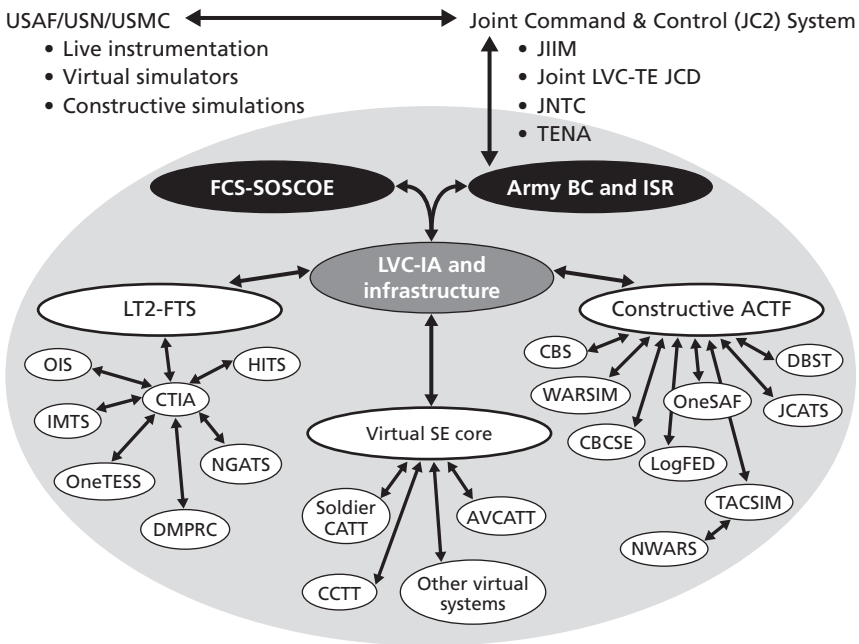 USAF/USN/USMC
• Live instrumentation
• Virtual simulators
• Constructive simulations
Joint Command & Control (JC2) System
• JIIM
• Joint LVC-TE JCD
• JNTC
• TENA
FCS-SOSCOE
Army BC and ISR
LVC-IA and
infrastructure
LT2-FTS
Constructive ACTF
OIS
HITS
CTIA
IMTS
OneTESS
NGATS
DMPRC
Virtual SE core
Soldier
CATT
AVCATT
CCTT
Other virtual
systems
CBS
DBST
WARSIM
OneSAF
JCATS
CBCSE
LogFED
TACSIM
NWARS